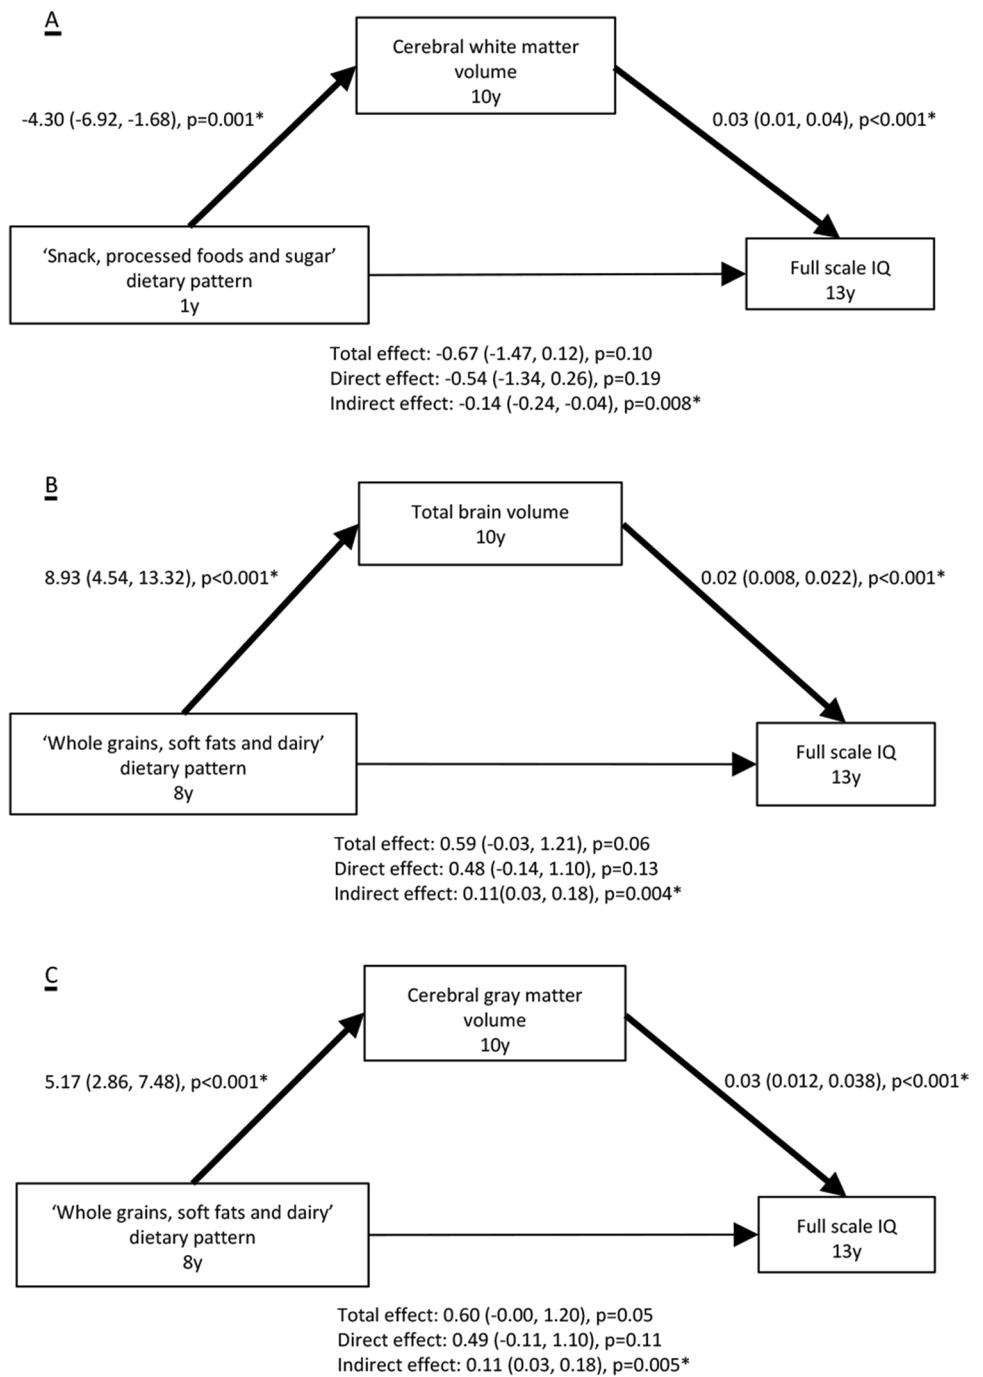 A
Cerebral white matter
volume
10y
-4.30 (-6.92, -1.68), p=0.001*
0.03 (0.01, 0.04), p<0.001*
‘Snack, processed foods and sugar’
dietary pattern
1y
Full scale IQ
13y
Total effect: -0.67 (-1.47, 0.12), p=0.10
Direct effect: -0.54 (-1.34, 0.26), p=0.19
Indirect effect: -0.14 (-0.24, -0.04), p=0.008*
B
Total brain volume
10y
8.93 (4.54, 13.32), p<0.001*
0.02 (0.008, 0.022), p<0.001*
‘Whole grains, soft fats and dairy’
dietary pattern
8y
Full scale IQ
13y
Total effect: 0.59 (-0.03, 1.21), p=0.06
Direct effect: 0.48 (-0.14, 1.10), p=0.13
Indirect effect: 0.11(0.03, 0.18), p=0.004*
C
Cerebral gray matter
volume
10y
5.17 (2.86, 7.48), p<0.001*
0.03 (0.012, 0.038), p<0.001*
‘Whole grains, soft fats and dairy’
dietary pattern
8y
Full scale IQ
13y
Total effect: 0.60 (-0.00, 1.20), p=0.05
Direct effect: 0.49 (-0.11, 1.10), p=0.11
Indirect effect: 0.11 (0.03, 0.18), p=0.005*